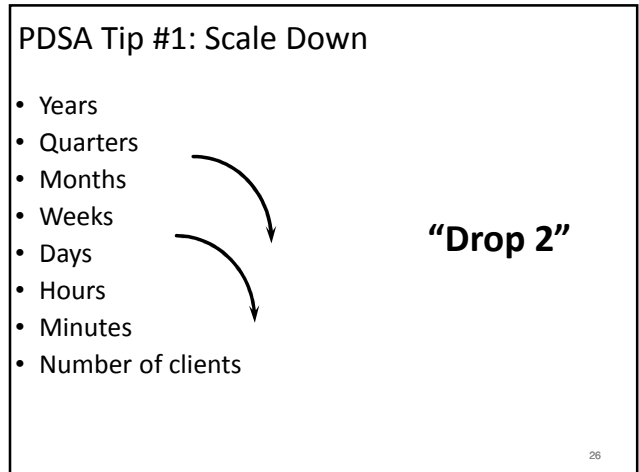 PDSA Tip #1: Scale Down
• Years
• Quarters
• Months
• Weeks
• Days
• Hours
• Minutes
• Number of clients
“Drop 2”
26